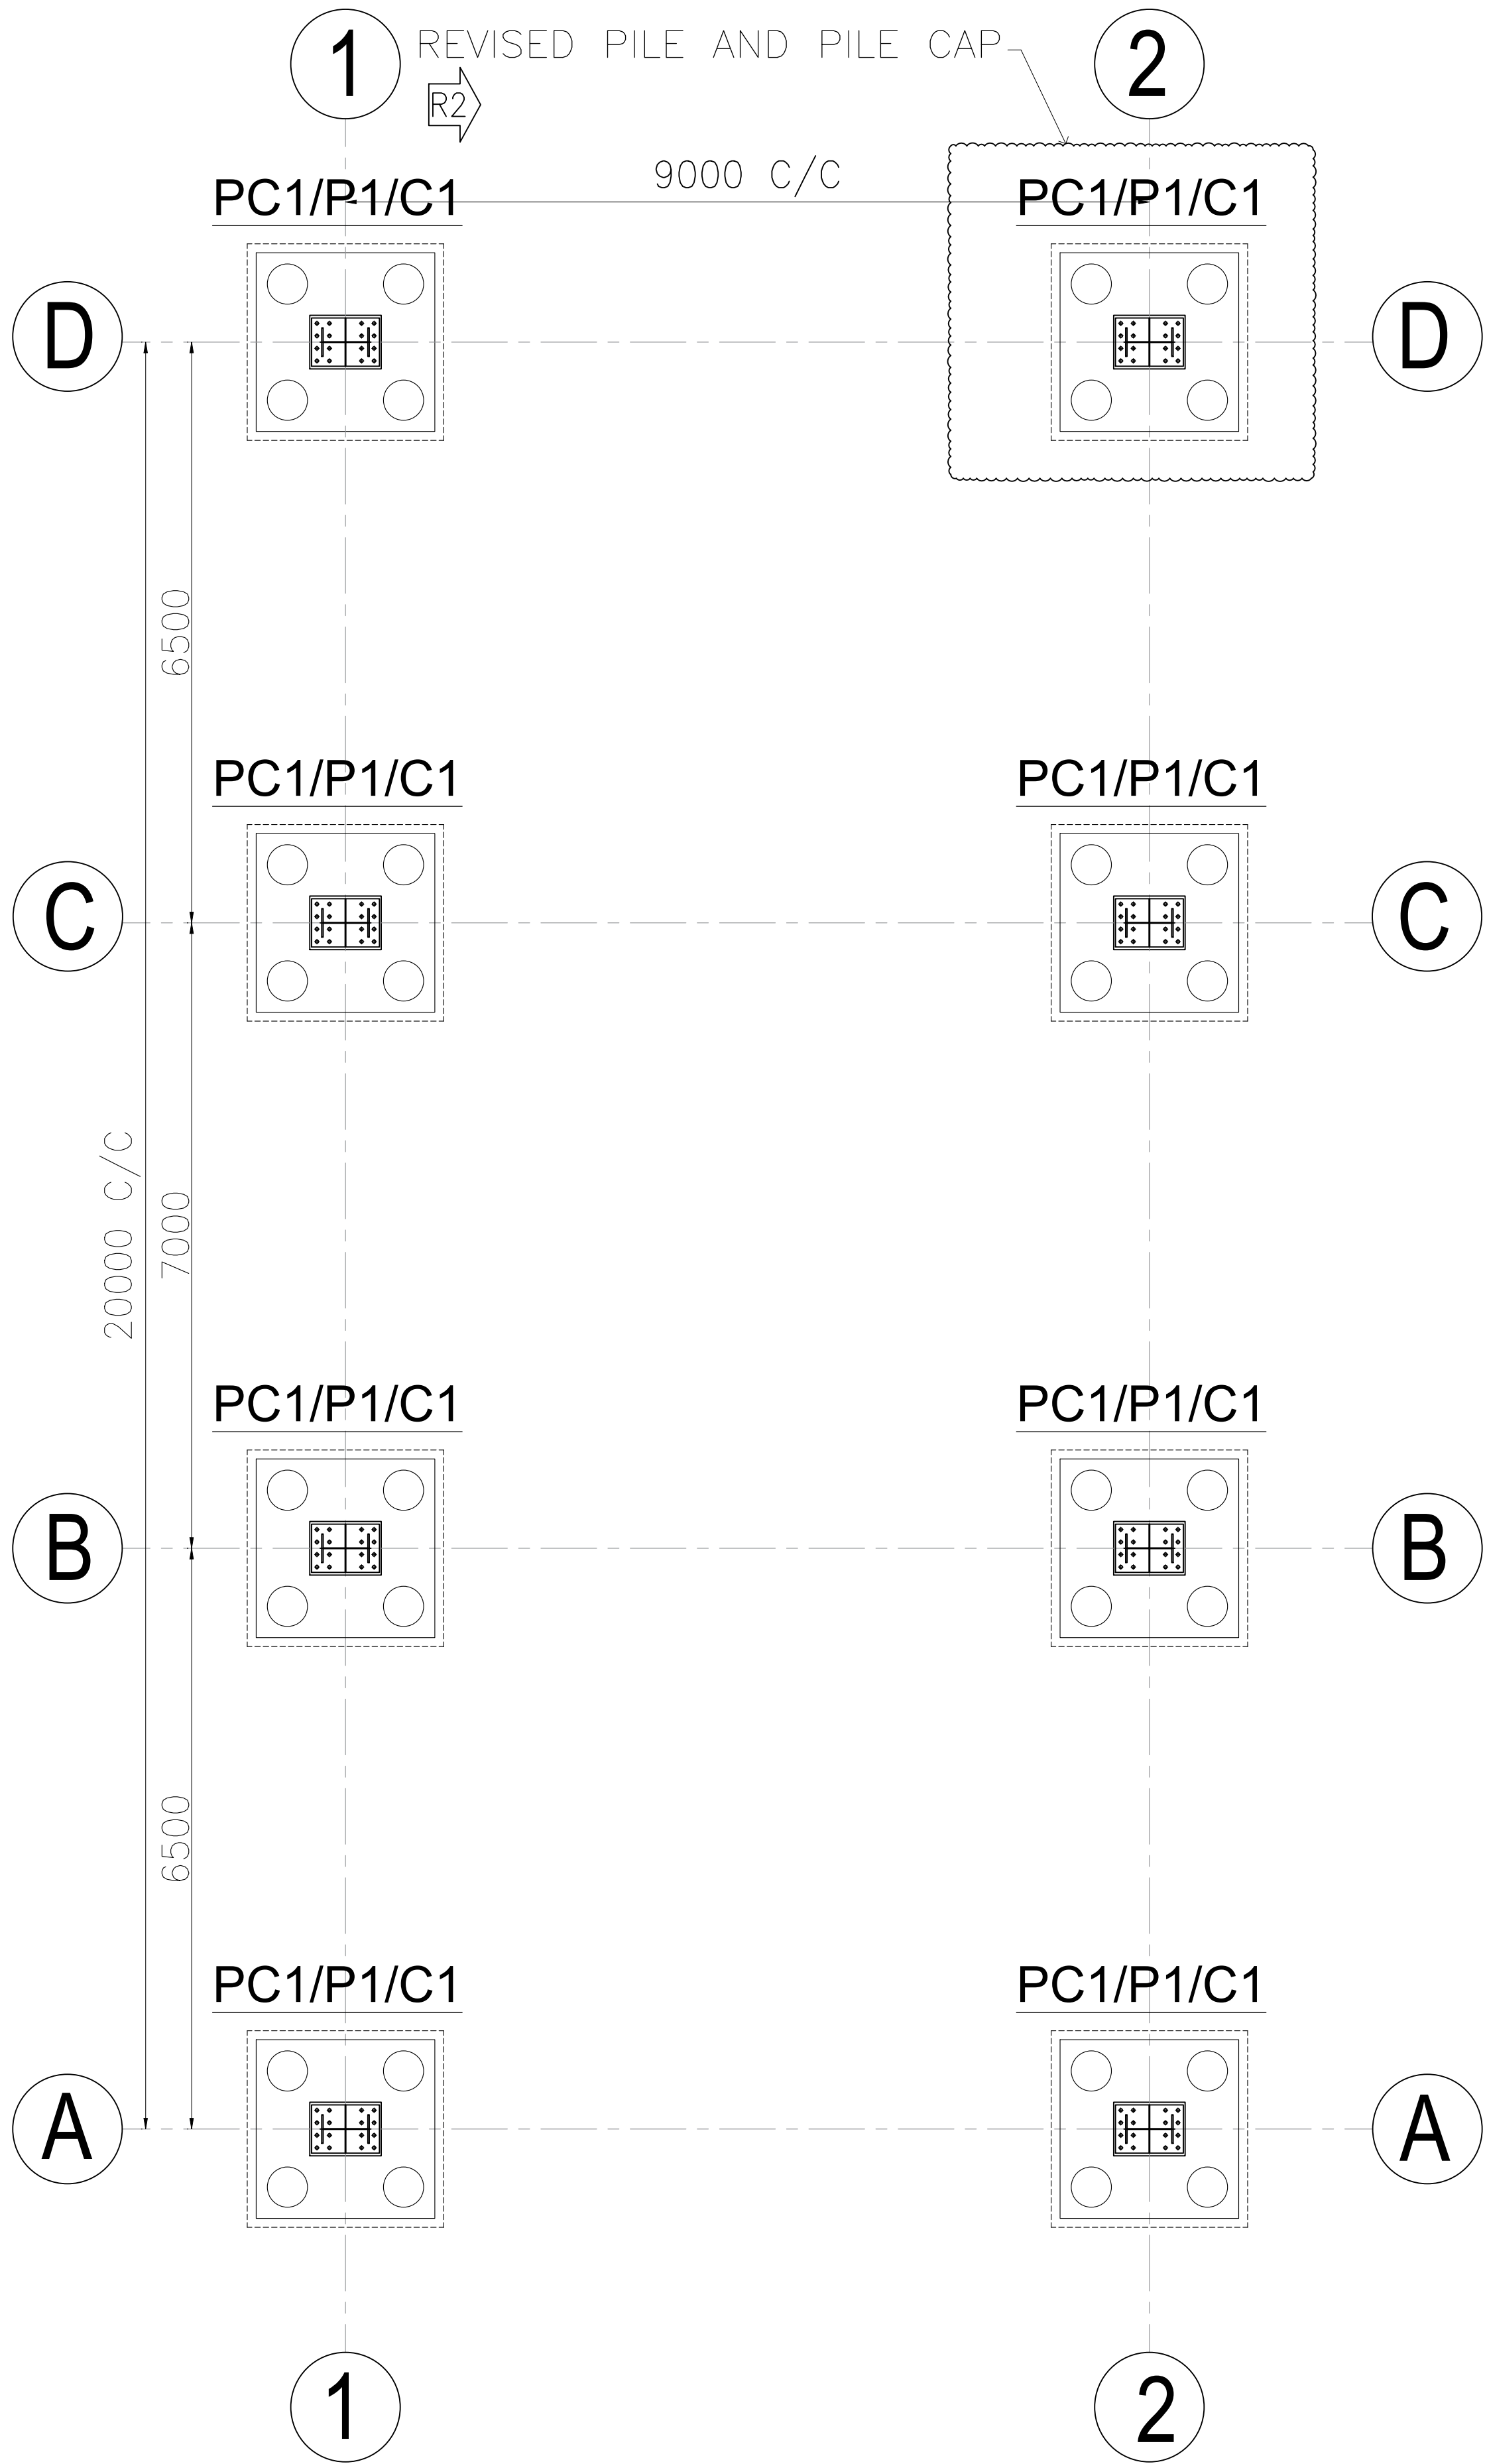 1 REVISED PILE AND PILE CAP 2
R2
9000 C/C
PC1/P1/C1 PC1/P1/C1
D D
6500
PC1/P1/C1 PC1/P1/C1
C C
20000 C/C
7000
PC1/P1/C1 PC1/P1/C1
B B
6500
PC1/P1/C1 PC1/P1/C1
A A
1 2